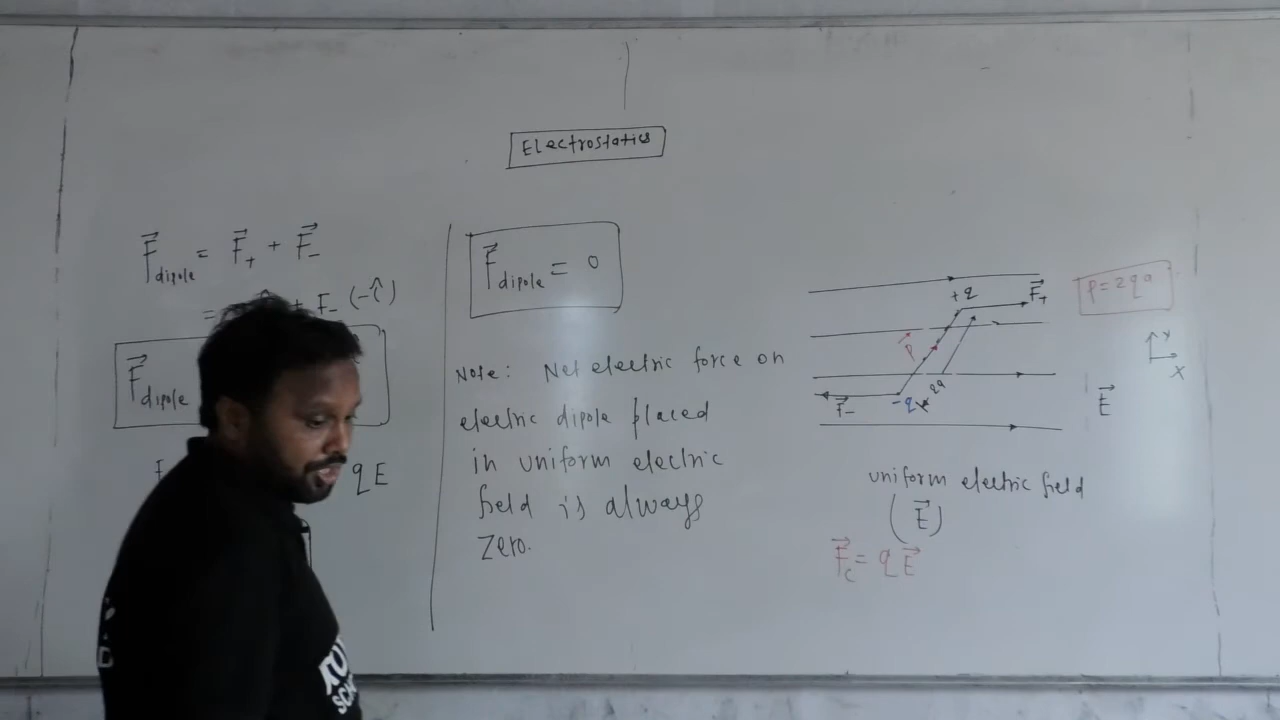 Electrostatics
F⃗dipole = F⃗₊ + F⃗₋
= + F₋ (-î)
F⃗dipole
qE
F⃗dipole = 0
Note: Net electric force on
electric dipole placed
in uniform electric
field is always
zero.
+q
F⃗₊
P = 2qa
P
Y
X
F⃗₋
-q
2a
E⃗
uniform electric field
(E⃗)
F⃗c = qE⃗